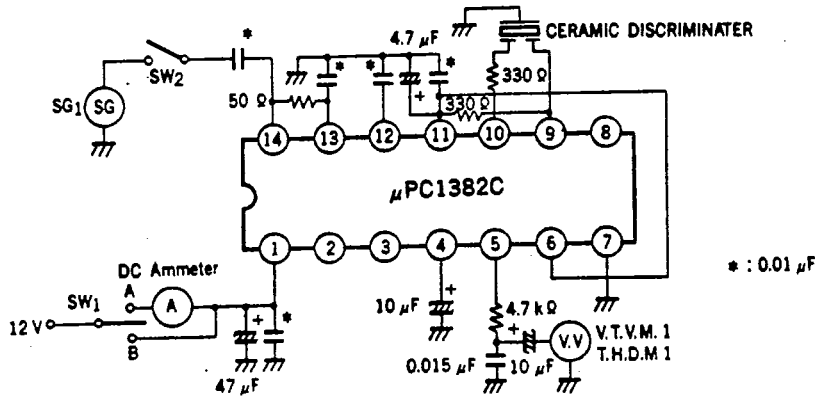 CERAMIC DISCRIMINATER
4.7 μF
*
SW2
*
*
*
330 Ω
SG1 SG
50 Ω
+
330 Ω
14 13 12 11 10 9 8
μPC1382C
1 2 3 4 5 6 7
* : 0.01 μF
DC Ammeter
A
A
SW1
12 V
B
+
*
47 μF
+
10 μF
4.7 kΩ
+
V.V
V.T.V.M. 1
T.H.D.M 1
0.015 μF
10 μF